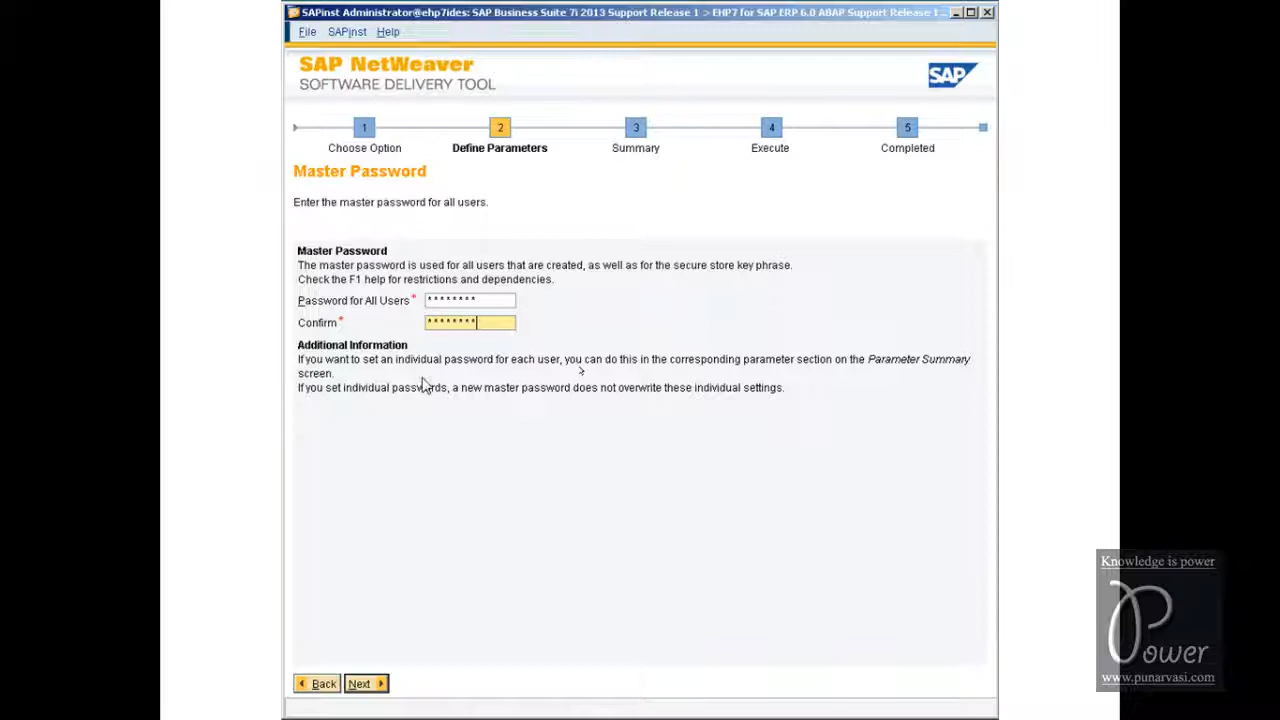 SAPinst Administrator@ehp7ides: SAP Business Suite 7i 2013 Support Release 1 > EHP7 for SAP ERP 6.0 ABAP Support Release 1...
File SAPinst Help
SAP NetWeaver
SOFTWARE DELIVERY TOOL
SAP
1 2 3 4 5
Choose Option Define Parameters Summary Execute Completed
Master Password
Enter the master password for all users.
Master Password
The master password is used for all users that are created, as well as for the secure store key phrase.
Check the F1 help for restrictions and dependencies.
Password for All Users * ********
Confirm * ********
Additional Information
If you want to set an individual password for each user, you can do this in the corresponding parameter section on the Parameter Summary
screen.
If you set individual passwords, a new master password does not overwrite these individual settings.
Back Next
Knowledge is power
Power
www.punarvasi.com